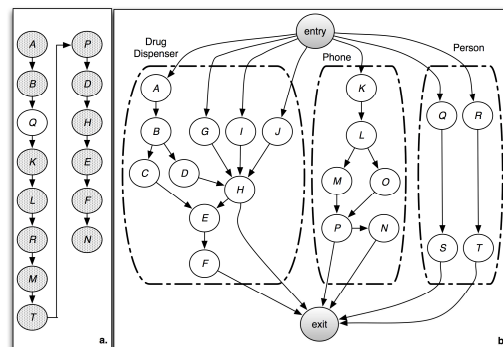 A
B
Q
K
L
R
M
T
P
D
H
E
F
N
a.
entry
Drug
Dispenser
Phone
Person
A
B
C
D
G
I
J
H
E
F
K
L
M
O
P
N
Q
R
S
T
exit
b.